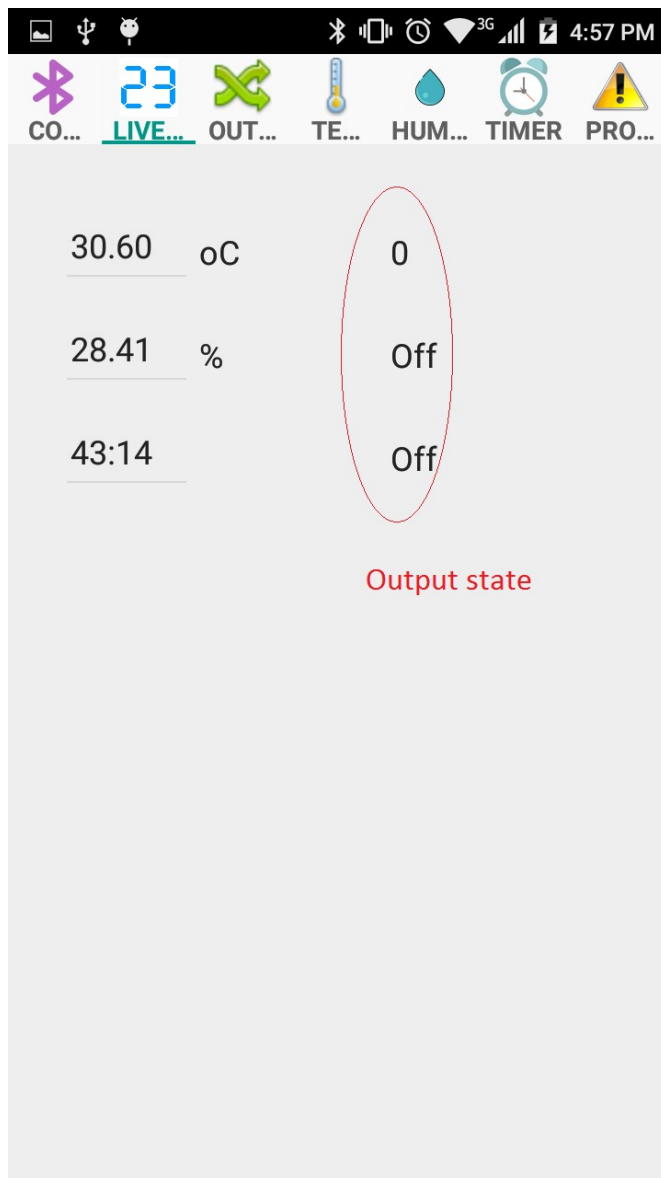 3G 4:57 PM
23
CO... LIVE... OUT... TE... HUM... TIMER PRO...
30.60 oC 0
28.41 % Off
43:14 Off
Output state